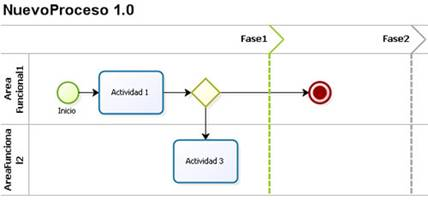 NuevoProceso 1.0
Fase1
Fase2
Area
Funcional1
Inicio
Actividad 1
AreaFunciona
l2
Actividad 3